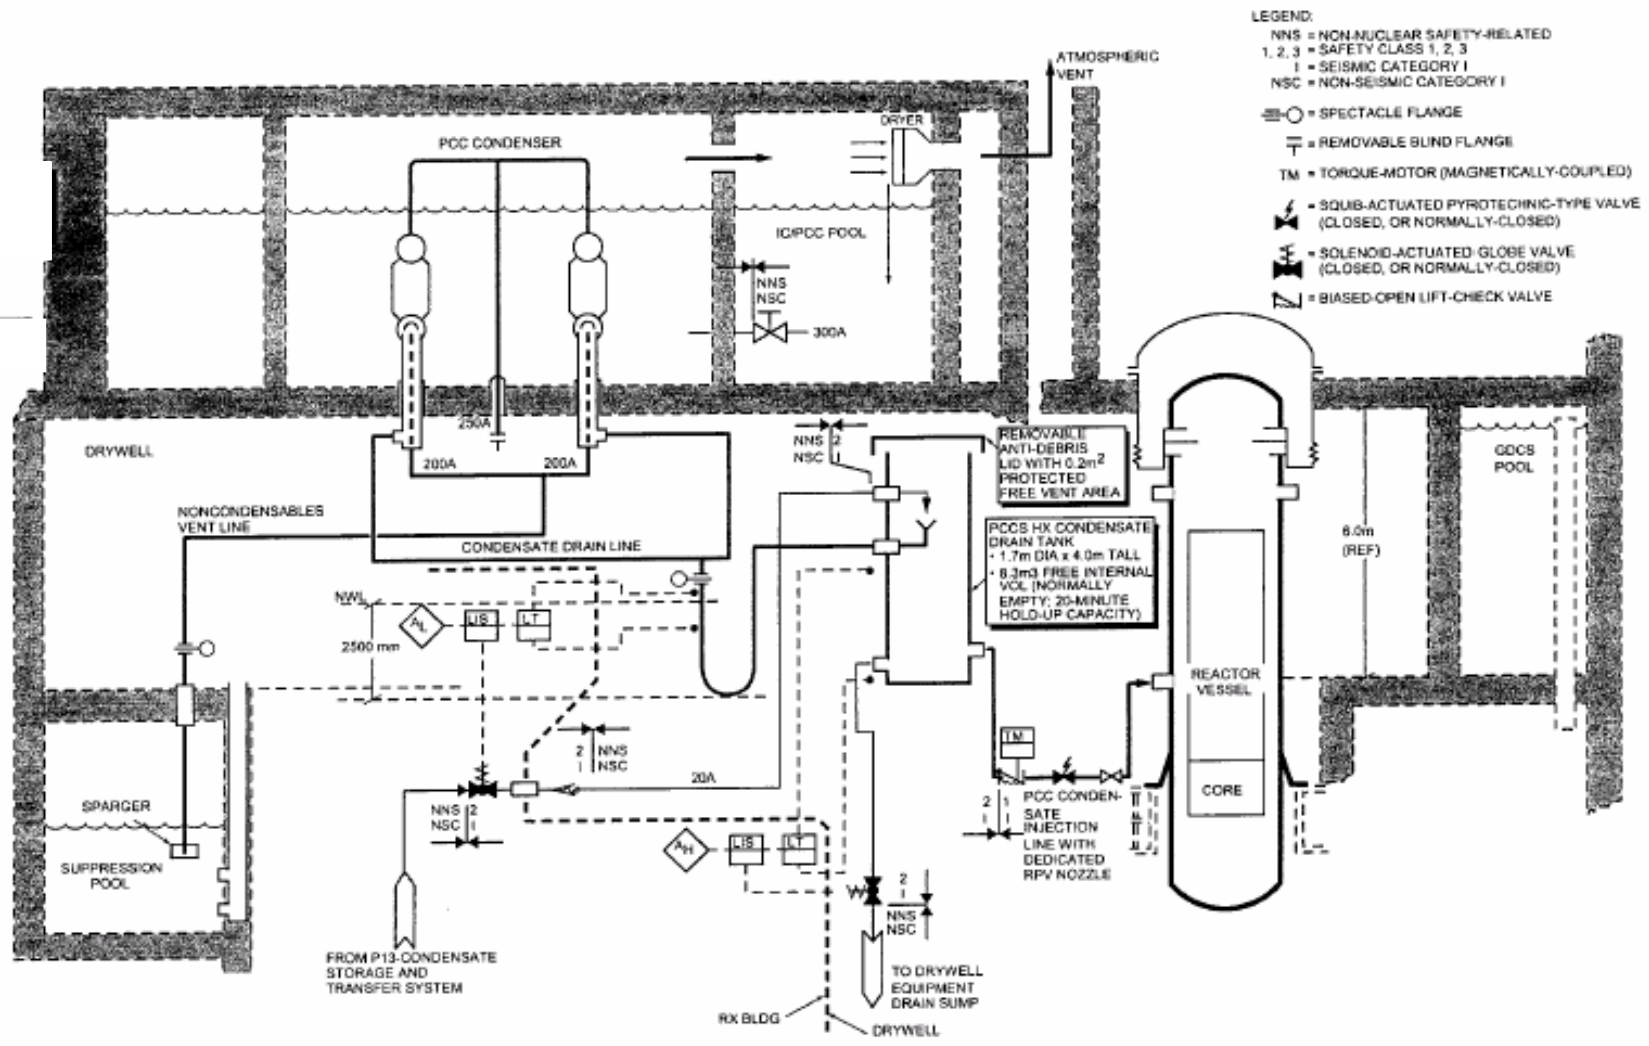 LEGEND:
NNS = NON-NUCLEAR SAFETY-RELATED
1, 2, 3 = SAFETY CLASS 1, 2, 3
I = SEISMIC CATEGORY I
NSC = NON-SEISMIC CATEGORY I
= SPECTACLE FLANGE
= REMOVABLE BLIND FLANGE
TM = TORQUE-MOTOR (MAGNETICALLY-COUPLED)
= SQUIB-ACTUATED PYROTECHNIC-TYPE VALVE
(CLOSED, OR NORMALLY-CLOSED)
= SOLENOID-ACTUATED GLOBE VALVE
(CLOSED, OR NORMALLY-CLOSED)
= BIASED-OPEN LIFT-CHECK VALVE
ATMOSPHERIC
VENT
DRYER
PCC CONDENSER
IC/PCC POOL
NNS
NSC
300A
DRYWELL
250A
200A
200A
NNS 2
NSC I
REMOVABLE
ANTI-DEBRIS
LID WITH 0.2m2
PROTECTED
FREE VENT AREA
GDCS
POOL
NONCONDENSABLES
VENT LINE
CONDENSATE DRAIN LINE
PCCS HX CONDENSATE
DRAIN TANK
• 1.7m DIA x 4.0m TALL
• 8.3m3 FREE INTERNAL
VOL (NORMALLY
EMPTY; 20-MINUTE
HOLD-UP CAPACITY)
6.0m
(REF)
NWL
AL
LIS
LT
2500 mm
REACTOR
VESSEL
2 NNS
I NSC
TM
20A
SPARGER
NNS 2
NSC I
2 1
I I
PCC CONDEN-
SATE
INJECTION
LINE WITH
DEDICATED
RPV NOZZLE
CORE
SUPPRESSION
POOL
AH
LIS
LT
2
I
NNS
NSC
FROM P13-CONDENSATE
STORAGE AND
TRANSFER SYSTEM
TO DRYWELL
EQUIPMENT
DRAIN SUMP
RX BLDG
DRYWELL